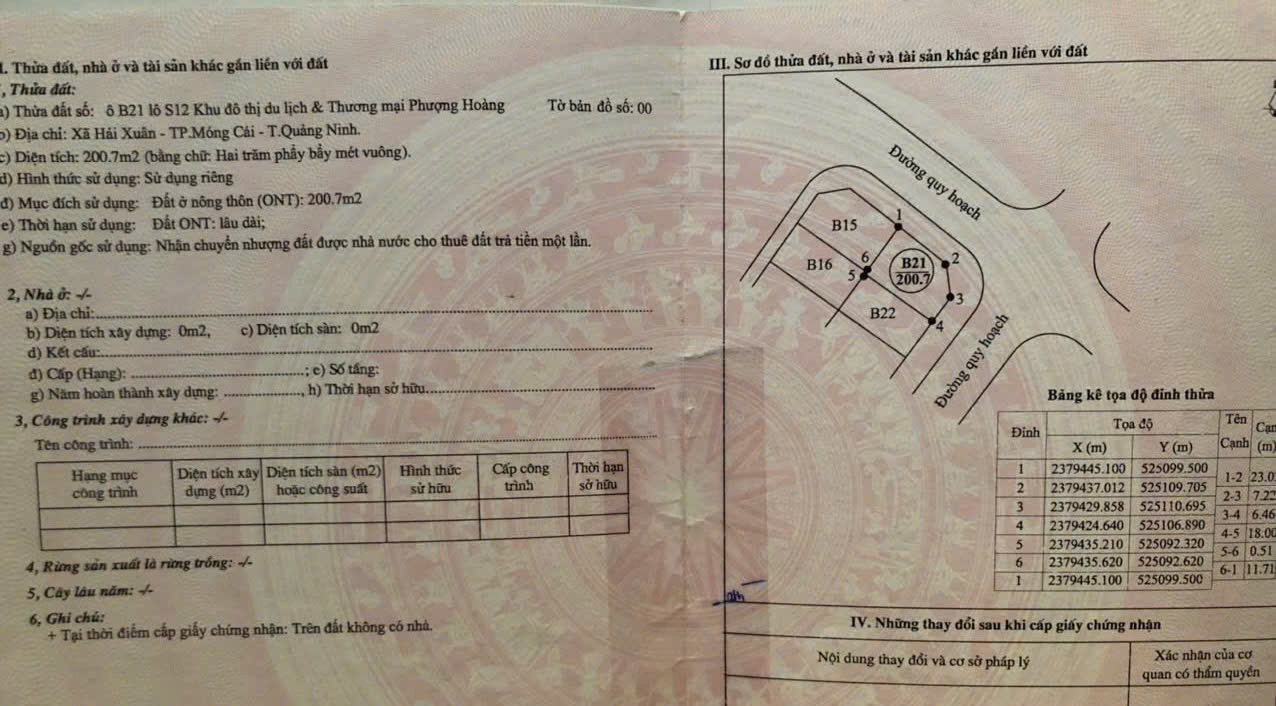 I. Thửa đất, nhà ở và tài sản khác gắn liền với đất
, Thửa đất:
a) Thửa đất số: ô B21 lô S12 Khu đô thị du lịch & Thương mại Phượng Hoàng Tờ bản đồ số: 00
b) Địa chỉ: Xã Hải Xuân - TP.Móng Cái - T.Quảng Ninh.
c) Diện tích: 200.7m2 (bằng chữ: Hai trăm phẩy bẩy mét vuông).
d) Hình thức sử dụng: Sử dụng riêng
đ) Mục đích sử dụng: Đất ở nông thôn (ONT): 200.7m2
e) Thời hạn sử dụng: Đất ONT: lâu dài;
g) Nguồn gốc sử dụng: Nhận chuyển nhượng đất được nhà nước cho thuê đất trả tiền một lần.
2, Nhà ở: -/-
a) Địa chỉ:
b) Diện tích xây dựng: 0m2, c) Diện tích sàn: 0m2
d) Kết cấu:
đ) Cấp (Hạng): ; e) Số tầng:
g) Năm hoàn thành xây dựng: , h) Thời hạn sở hữu
3, Công trình xây dựng khác: -/-
Tên công trình:
Hạng mục công trình
Diện tích xây dựng (m2)
Diện tích sàn (m2) hoặc công suất
Hình thức sử hữu
Cấp công trình
Thời hạn sở hữu
4, Rừng sản xuất là rừng trồng: -/-
5, Cây lâu năm: -/-
6, Ghi chú:
+ Tại thời điểm cấp giấy chứng nhận: Trên đất không có nhà.
III. Sơ đồ thửa đất, nhà ở và tài sản khác gắn liền với đất
Đường quy hoạch
B15
1
B16
6
5
B21
200.7
2
3
B22
4
Đường quy hoạch
Bảng kê tọa độ đỉnh thửa
Đỉnh Tọa độ Tên Cạnh (m)
X (m) Y (m)
1 2379445.100 525099.500
2 2379437.012 525109.705
3 2379429.858 525110.695
4 2379424.640 525106.890
5 2379435.210 525092.320
6 2379435.620 525092.620
1 2379445.100 525099.500
1-2 23.0
2-3 7.22
3-4 6.46
4-5 18.00
5-6 0.51
6-1 11.71
IV. Những thay đổi sau khi cấp giấy chứng nhận
Nội dung thay đổi và cơ sở pháp lý
Xác nhận của cơ
quan có thẩm quyền